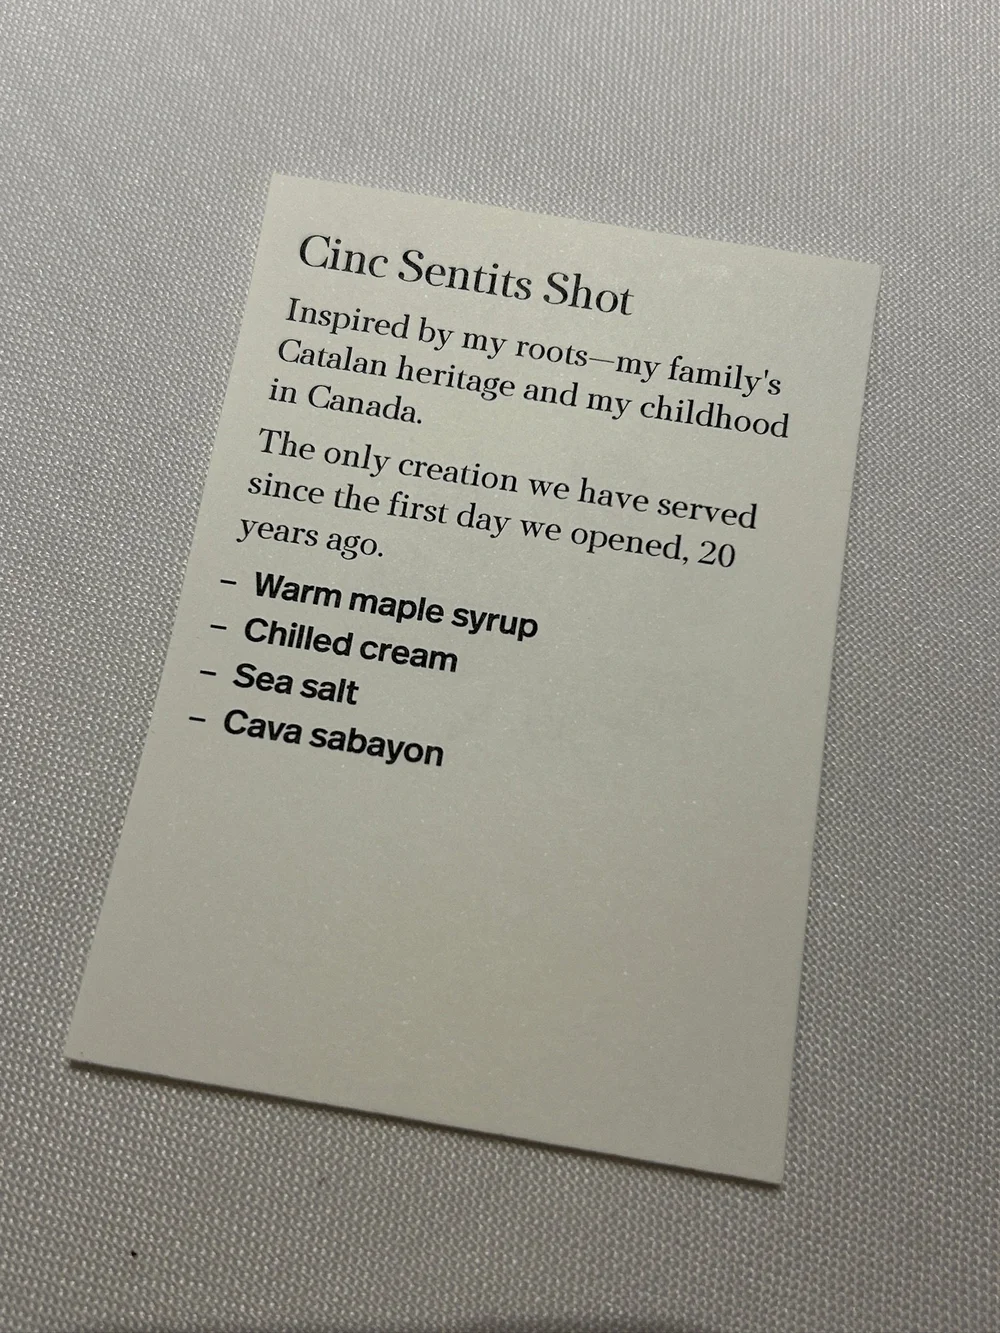 Cinc Sentits Shot
Inspired by my roots—my family's
Catalan heritage and my childhood
in Canada.
The only creation we have served
since the first day we opened, 20
years ago.
– Warm maple syrup
– Chilled cream
– Sea salt
– Cava sabayon